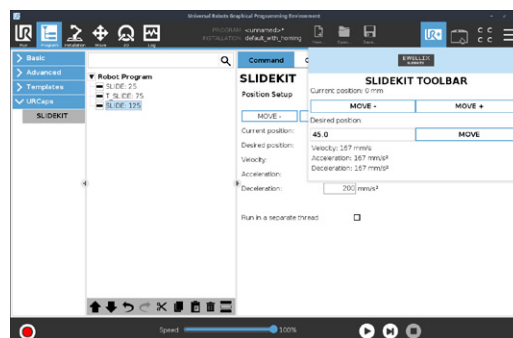 Universal Robots Graphical Programming Environment
UR
Run
Program
Installation
Move
I/O
Log
PROGRAM <unnamed>*
INSTALLATION default_with_homing
New...
Open...
Save...
UR+
C C
C C
Basic
Advanced
Templates
URCaps
SLIDEKIT
Robot Program
SLIDE: 25
T_SLIDE: 75
SLIDE: 125
Command
SLIDEKIT
Position Setup
MOVE -
Current position:
Desired position:
Velocity:
Acceleration:
Deceleration:
200 mm/s²
Run in a separate thread
EWELLIX
SLIDEKIT TOOLBAR
Current position: 0 mm
MOVE -
MOVE +
Desired position
45.0
MOVE
Velocity: 167 mm/s
Acceleration: 167 mm/s²
Deceleration: 167 mm/s²
Speed
100%